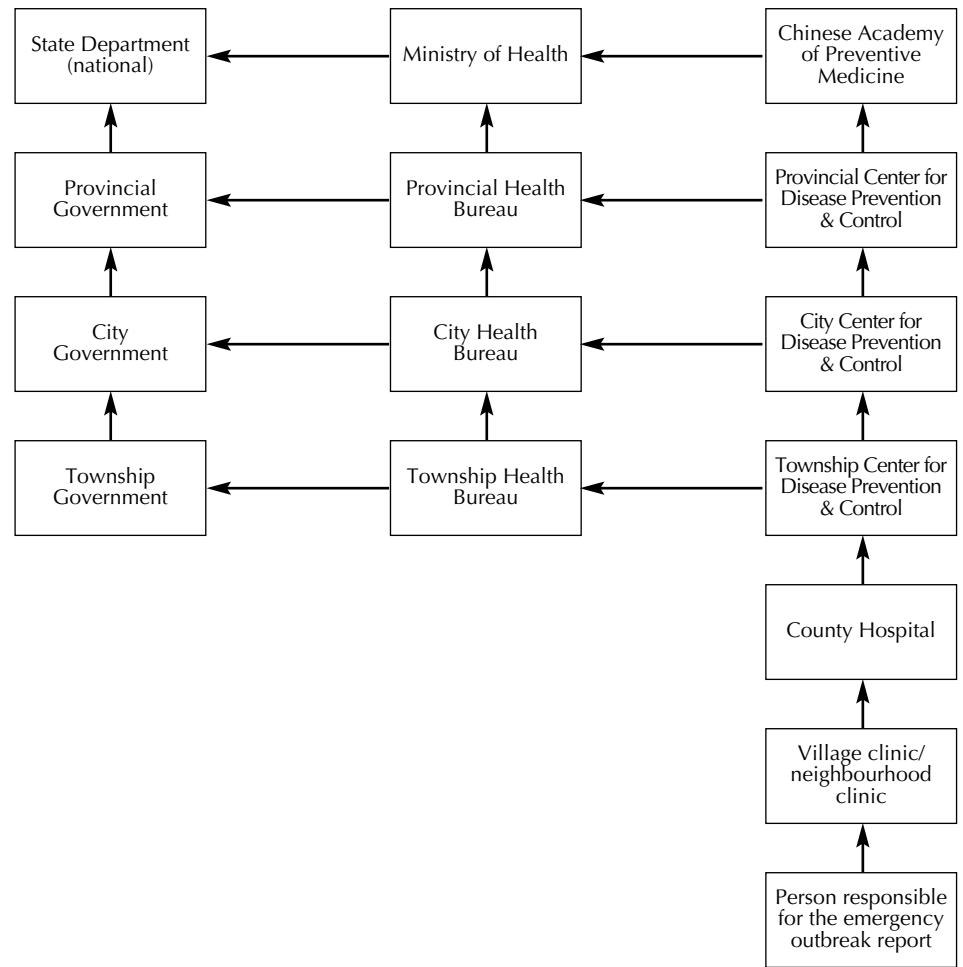 State Department
(national)
Ministry of Health
Chinese Academy
of Preventive
Medicine
Provincial
Government
Provincial Health
Bureau
Provincial Center for
Disease Prevention
& Control
City
Government
City Health
Bureau
City Center for
Disease Prevention
& Control
Township
Government
Township Health
Bureau
Township Center for
Disease Prevention
& Control
County Hospital
Village clinic/
neighbourhood
clinic
Person responsible
for the emergency
outbreak report